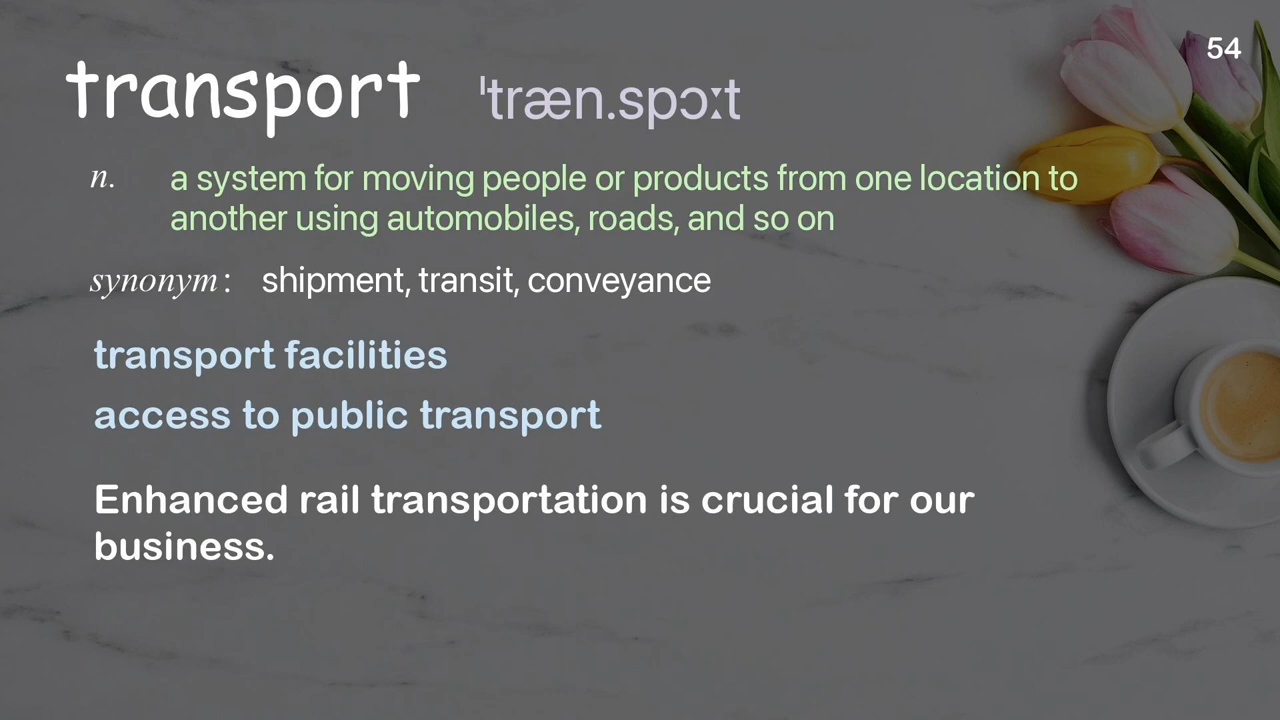 54
transport ˈtræn.spɔːt
n. a system for moving people or products from one location to
another using automobiles, roads, and so on
synonym: shipment, transit, conveyance
transport facilities
access to public transport
Enhanced rail transportation is crucial for our
business.